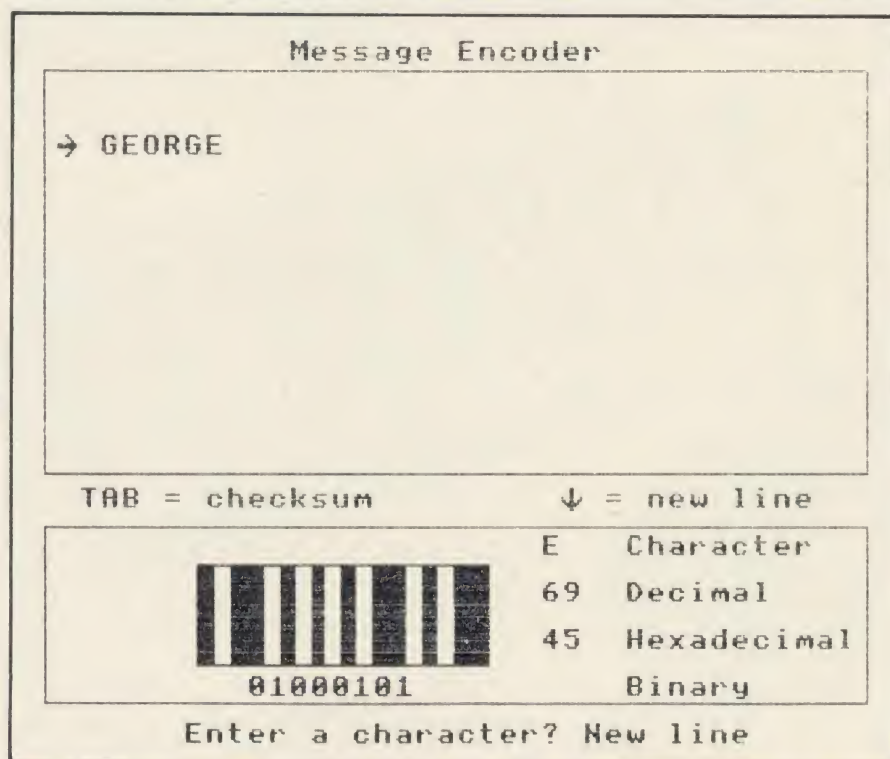 Message Encoder
→ GEORGE
TAB = checksum ↓ = new line
E Character
69 Decimal
45 Hexadecimal
01000101 Binary
Enter a character? New line